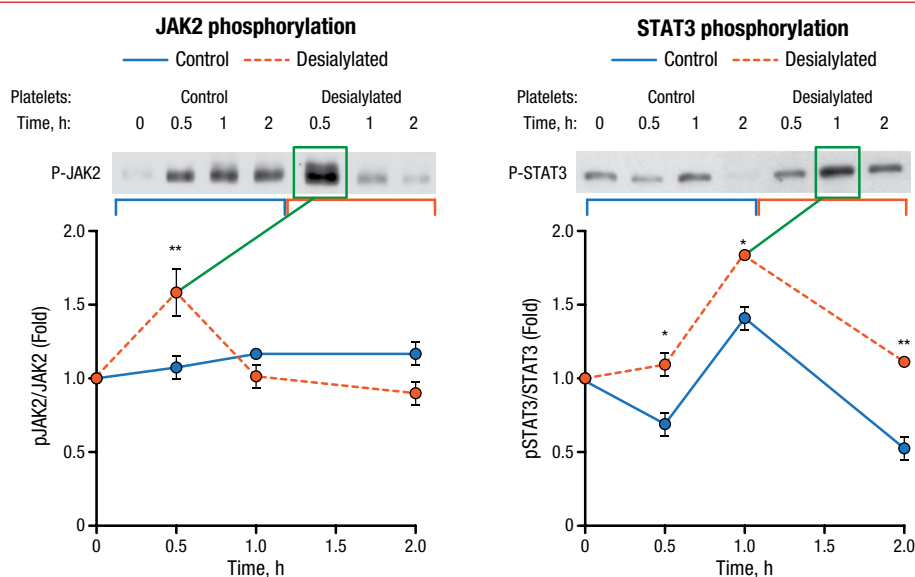 JAK2 phosphorylation
Control Desialylated
Platelets: Control Desialylated
Time, h: 0 0.5 1 2 0.5 1 2
P-JAK2
2.0
1.5
1.0
0.5
0
pJAK2/JAK2 (Fold)
**
0 0.5 1.0 1.5 2.0
Time, h
STAT3 phosphorylation
Control Desialylated
Platelets: Control Desialylated
Time, h: 0 0.5 1 2 0.5 1 2
P-STAT3
2.0
1.5
1.0
0.5
0
pSTAT3/STAT3 (Fold)
*
*
**
0 0.5 1.0 1.5 2.0
Time, h